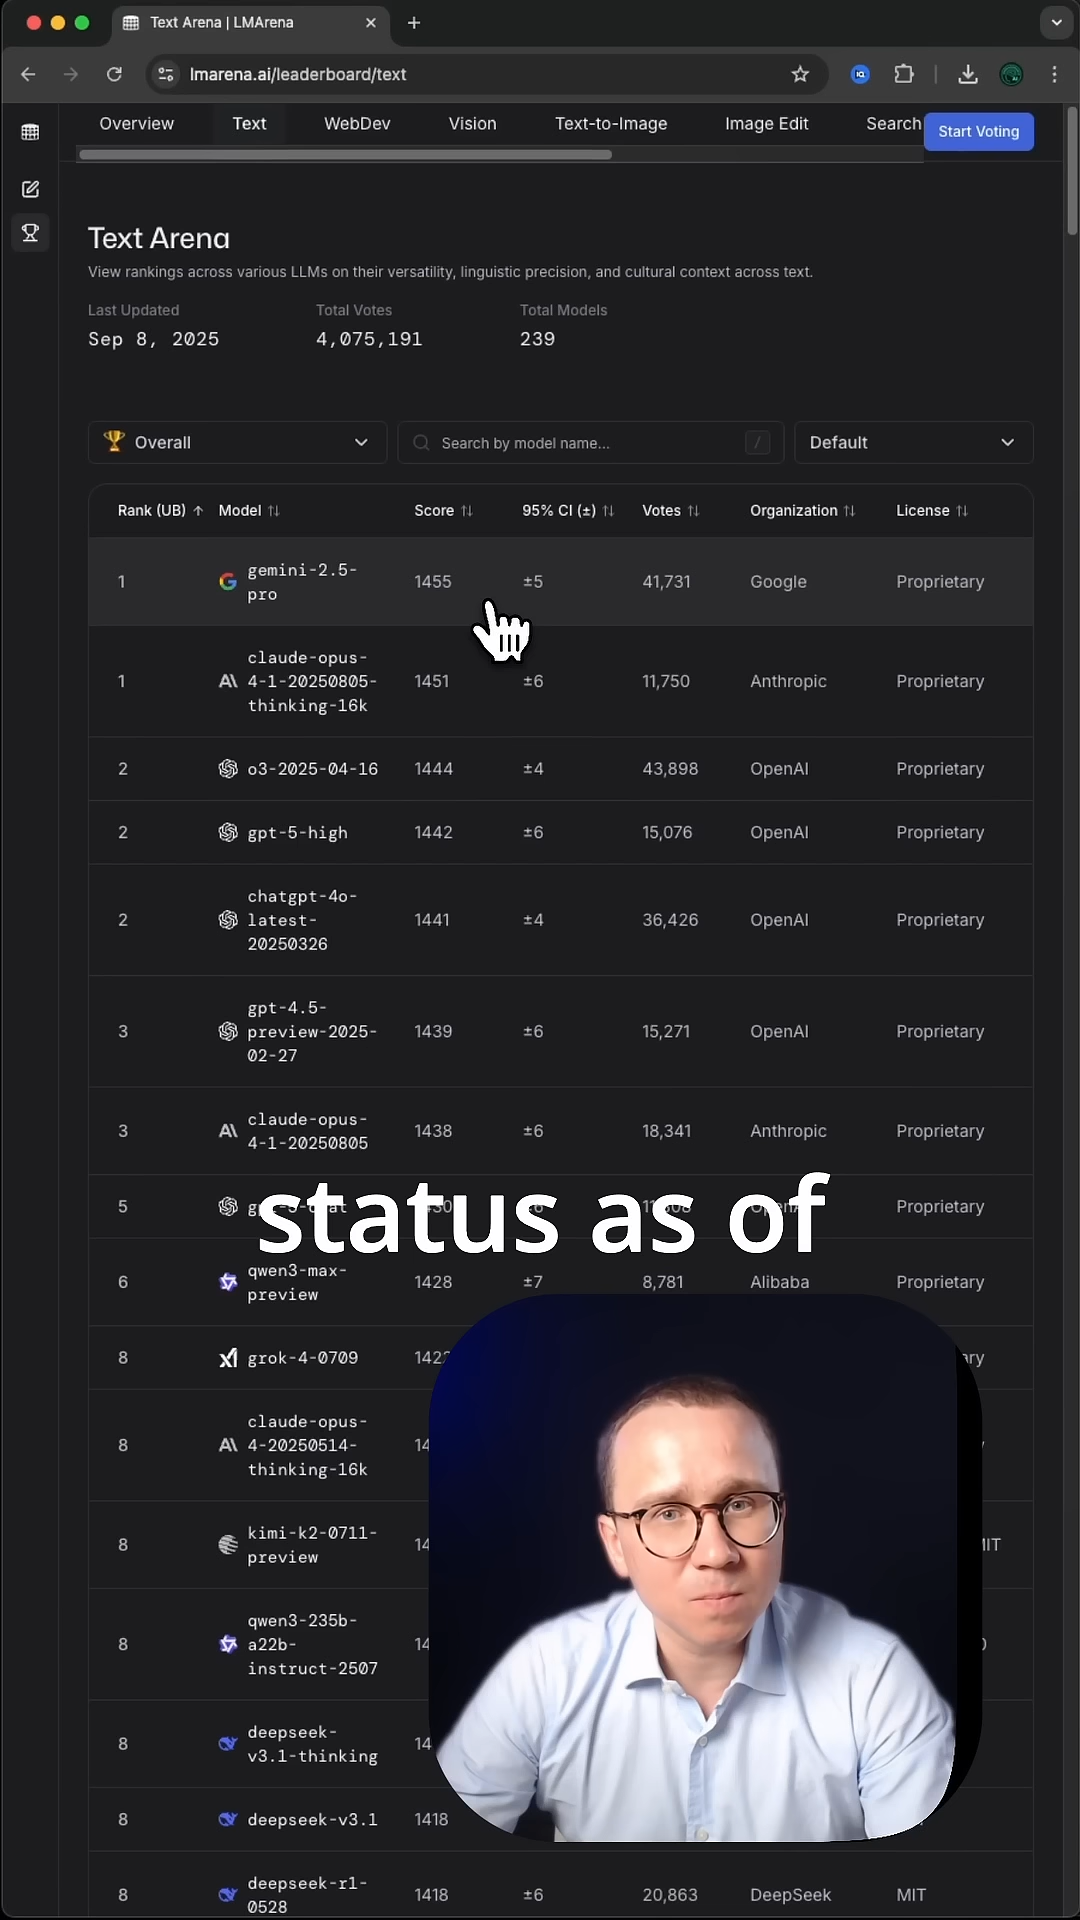 Text Arena | LMArena
lmarena.ai/leaderboard/text
Overview Text WebDev Vision Text-to-Image Image Edit Search Start Voting
Text Arena
View rankings across various LLMs on their versatility, linguistic precision, and cultural context across text.
Last Updated Total Votes Total Models
Sep 8, 2025 4,075,191 239
Overall Search by model name... / Default
Rank (UB) Model Score 95% CI (±) Votes Organization License
gemini-2.5-
1 1455 ±5 41,731 Google Proprietary
pro
claude-opus-
1 4-1-20250805- 1451 ±6 11,750 Anthropic Proprietary
thinking-16k
2 o3-2025-04-16 1444 ±4 43,898 OpenAI Proprietary
2 gpt-5-high 1442 ±6 15,076 OpenAI Proprietary
chatgpt-4o-
2 latest- 1441 ±4 36,426 OpenAI Proprietary
20250326
gpt-4.5-
3 preview-2025- 1439 ±6 15,271 OpenAI Proprietary
02-27
claude-opus-
3 1438 ±6 18,341 Anthropic Proprietary
4-1-20250805
5 Proprietary
status as of
qwen3-max-
6 1428 ±7 8,781 Alibaba Proprietary
preview
8 grok-4-0709
claude-opus-
8 4-20250514-
thinking-16k
kimi-k2-0711-
8 MIT
preview
qwen3-235b-
8 a22b-
instruct-2507
deepseek-
8 v3.1-thinking
8 deepseek-v3.1 1418
deepseek-r1-
8 1418 ±6 20,863 DeepSeek MIT
0528